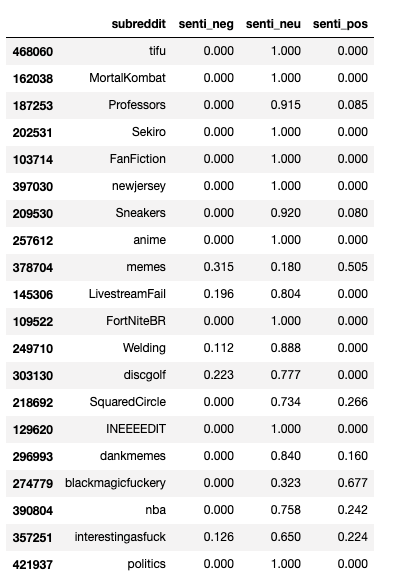 subreddit senti_neg senti_neu senti_pos
468060 tifu 0.000 1.000 0.000
162038 MortalKombat 0.000 1.000 0.000
187253 Professors 0.000 0.915 0.085
202531 Sekiro 0.000 1.000 0.000
103714 FanFiction 0.000 1.000 0.000
397030 newjersey 0.000 1.000 0.000
209530 Sneakers 0.000 0.920 0.080
257612 anime 0.000 1.000 0.000
378704 memes 0.315 0.180 0.505
145306 LivestreamFail 0.196 0.804 0.000
109522 FortNiteBR 0.000 1.000 0.000
249710 Welding 0.112 0.888 0.000
303130 discgolf 0.223 0.777 0.000
218692 SquaredCircle 0.000 0.734 0.266
129620 INEEEEDIT 0.000 1.000 0.000
296993 dankmemes 0.000 0.840 0.160
274779 blackmagicfuckery 0.000 0.323 0.677
390804 nba 0.000 0.758 0.242
357251 interestingasfuck 0.126 0.650 0.224
421937 politics 0.000 1.000 0.000